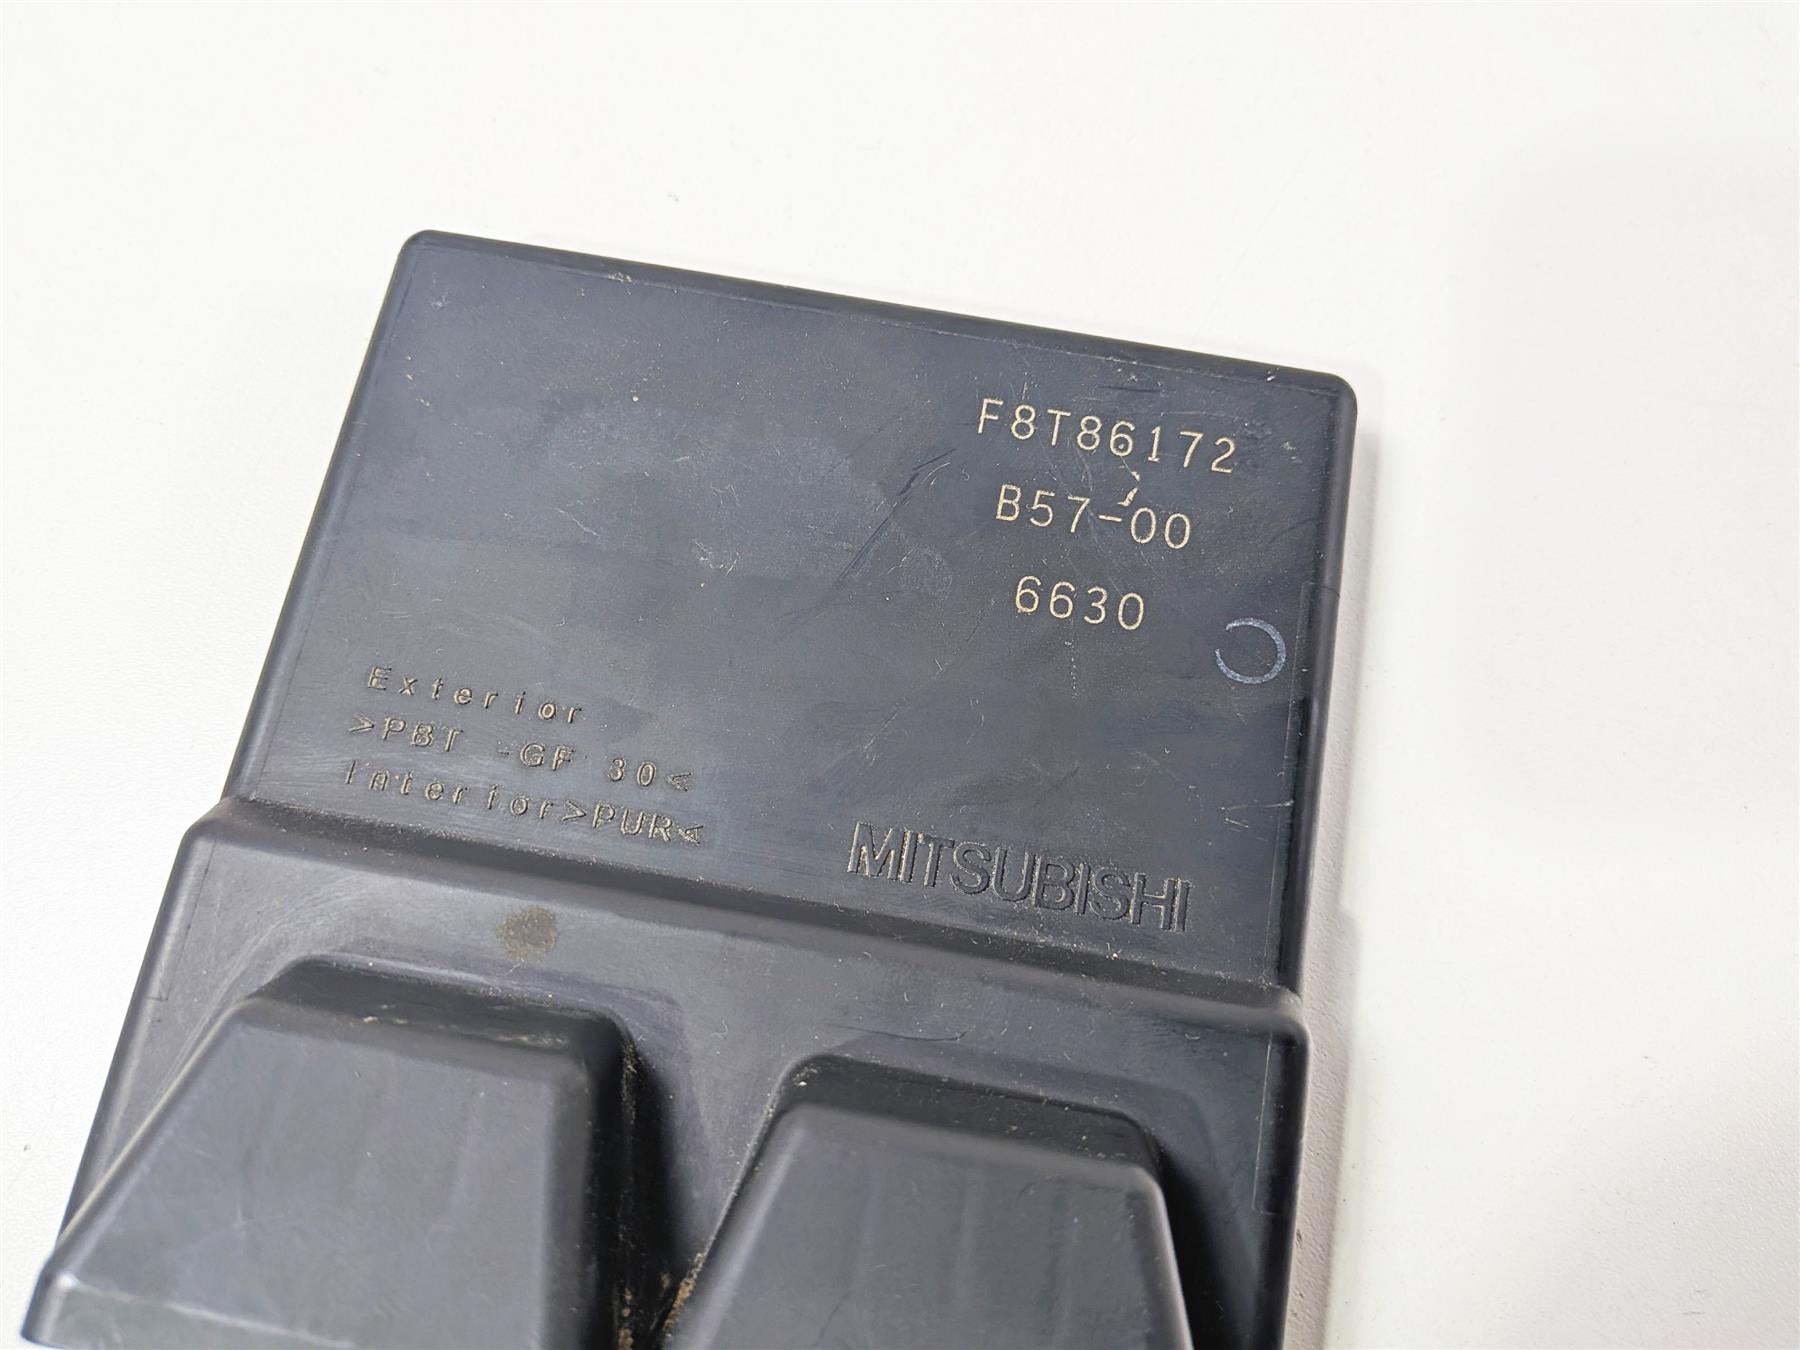 F8T86172
B57-00
6630
Exterior
>PBT -GF 30<
Interior>PUR<
MITSUBISHI